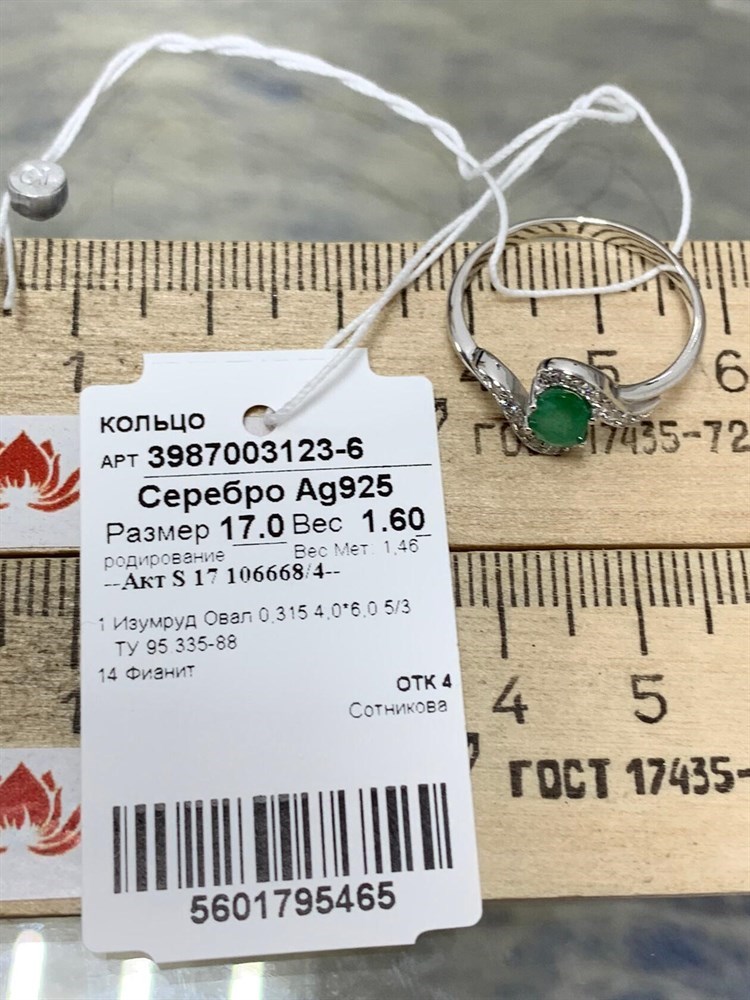 КОЛЬЦО
АРТ 3987003123-6
Серебро Ag925
Размер 17.0 Вес 1.60
родирование Вес Мет: 1,46
--Акт S 17 106668/4--
1 Изумруд Овал 0,315 4,0*6,0 5/3
ТУ 95 335-88
14 Фианит
ОТК 4
Сотникова
5601795465
1 4 5 6
ГОСТ 17435-72
4 5
ГОСТ 17435-